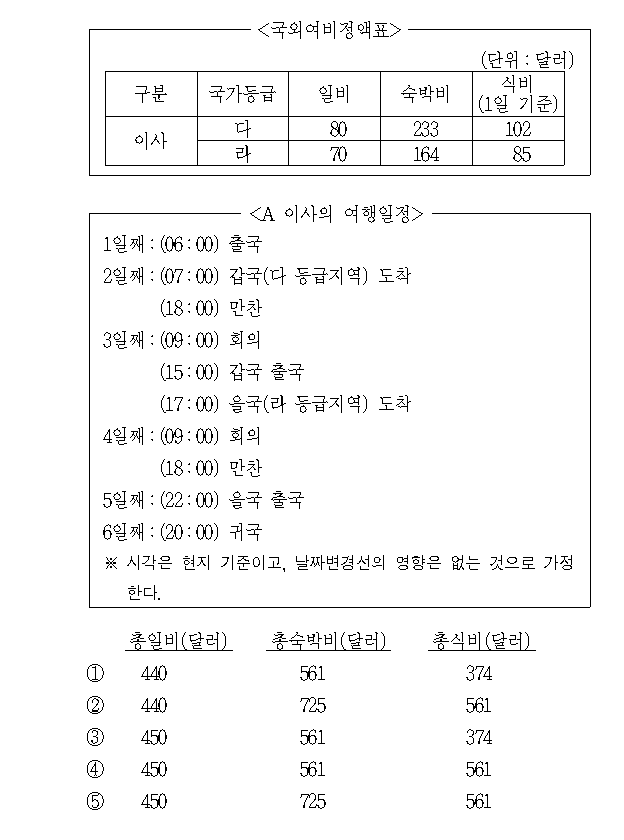 <국외여비정액표>
(단위 : 달러)
구분 국가등급 일비 숙박비 식비(1일 기준)
이사 다 80 233 102
라 70 164 85
<A 이사의 여행일정>
1일째 : (06 : 00) 출국
2일째 : (07 : 00) 갑국(다 등급지역) 도착
(18 : 00) 만찬
3일째 : (09 : 00) 회의
(15 : 00) 갑국 출국
(17 : 00) 을국(라 등급지역) 도착
4일째 : (09 : 00) 회의
(18 : 00) 만찬
5일째 : (22 : 00) 을국 출국
6일째 : (20 : 00) 귀국
※ 시각은 현지 기준이고, 날짜변경선의 영향은 없는 것으로 가정
한다.
총일비(달러) 총숙박비(달러) 총식비(달러)
① 440 561 374
② 440 725 561
③ 450 561 374
④ 450 561 561
⑤ 450 725 561